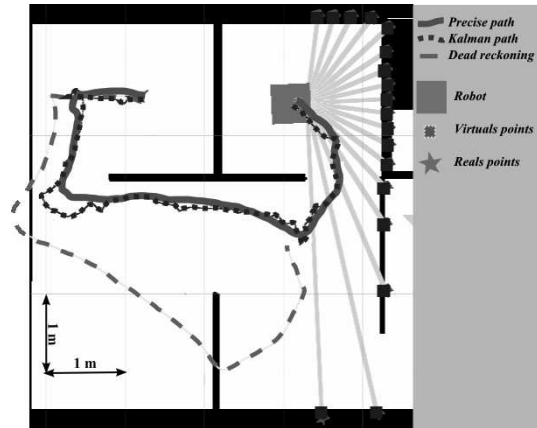 Precise path
Kalman path
Dead reckoning
Robot
Virtuals points
Reals points
1 m
1 m